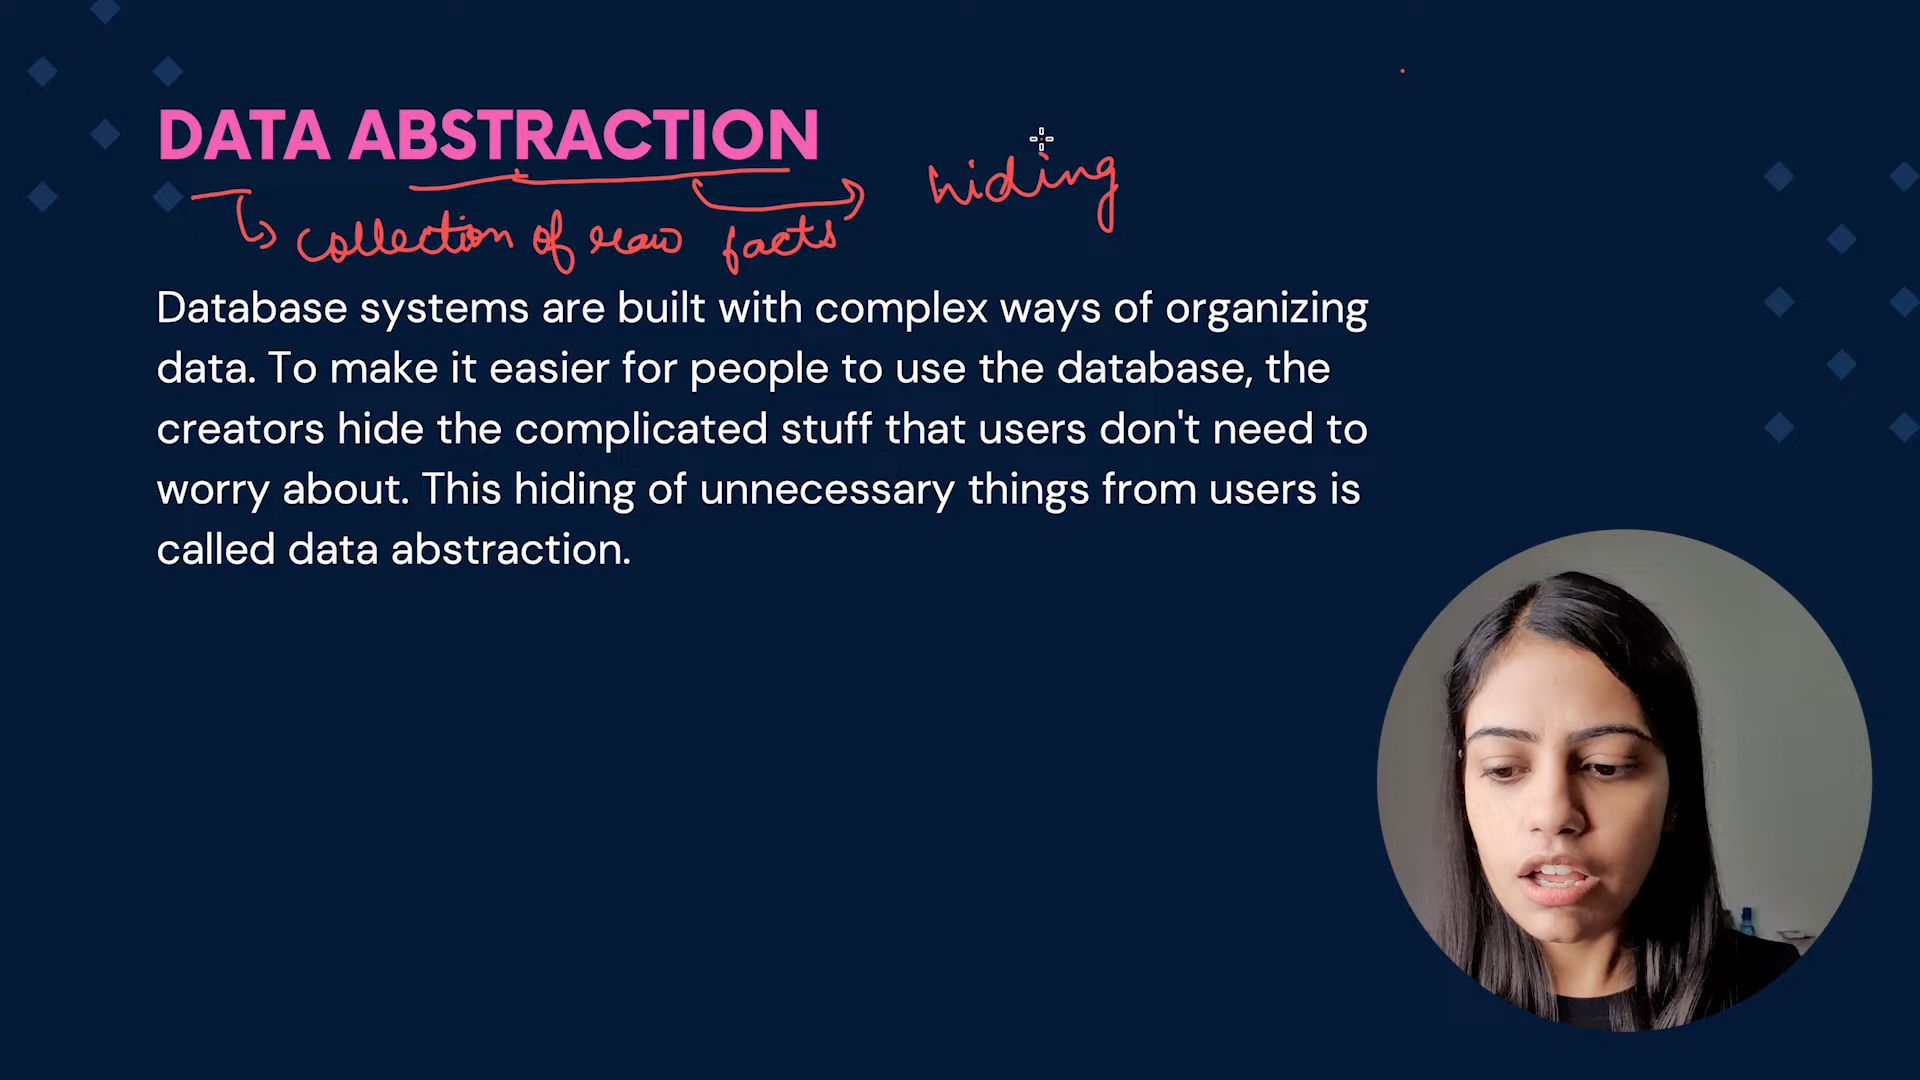 DATA ABSTRACTION
hiding
collection of raw facts
Database systems are built with complex ways of organizing
data. To make it easier for people to use the database, the
creators hide the complicated stuff that users don't need to
worry about. This hiding of unnecessary things from users is
called data abstraction.